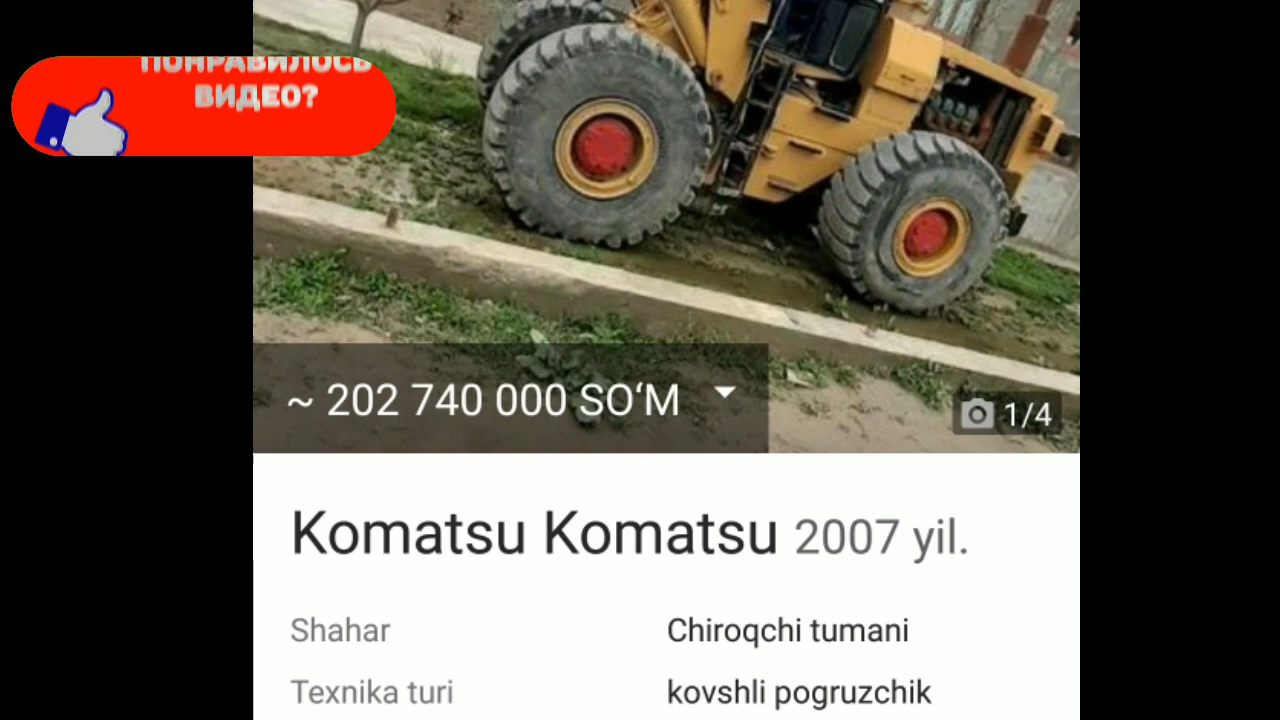 ПОНРАВИЛОСЬ
ВИДЕО?
~ 202 740 000 SO‘M
1/4
Komatsu Komatsu 2007 yil.
Shahar Chiroqchi tumani
Texnika turi kovshli pogruzchik